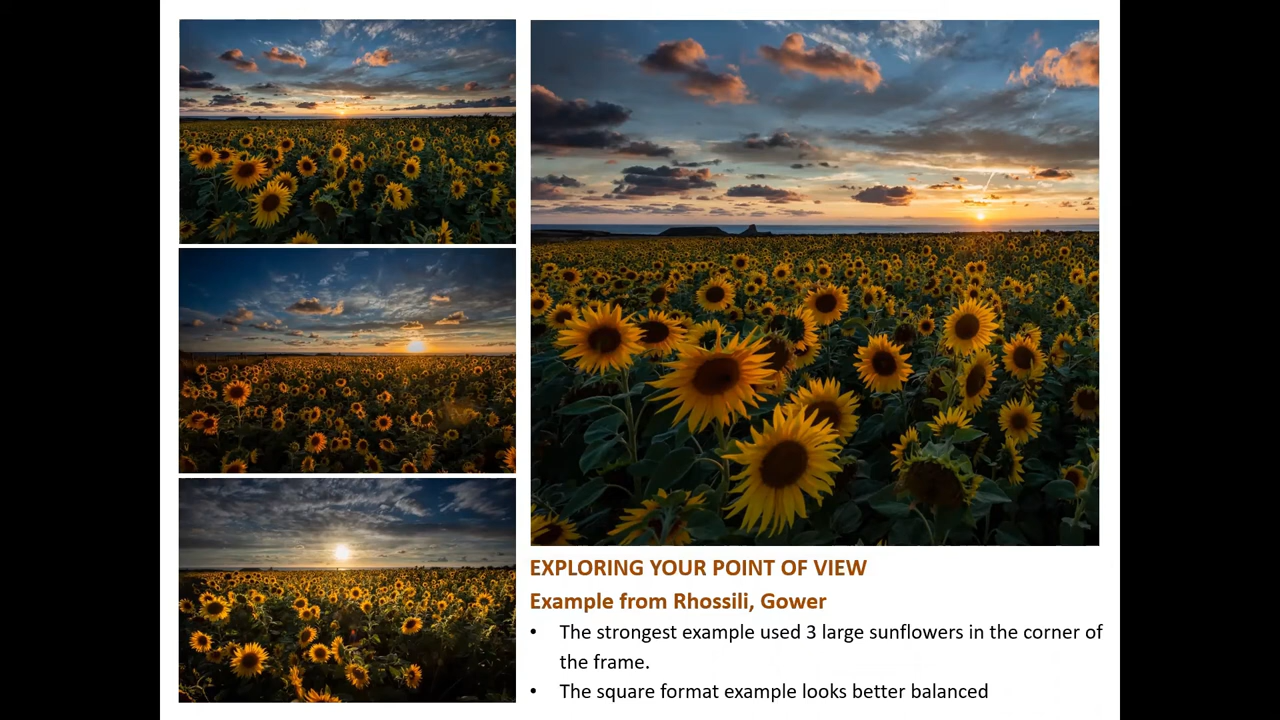 EXPLORING YOUR POINT OF VIEW
Example from Rhossili, Gower
• The strongest example used 3 large sunflowers in the corner of
the frame.
• The square format example looks better balanced